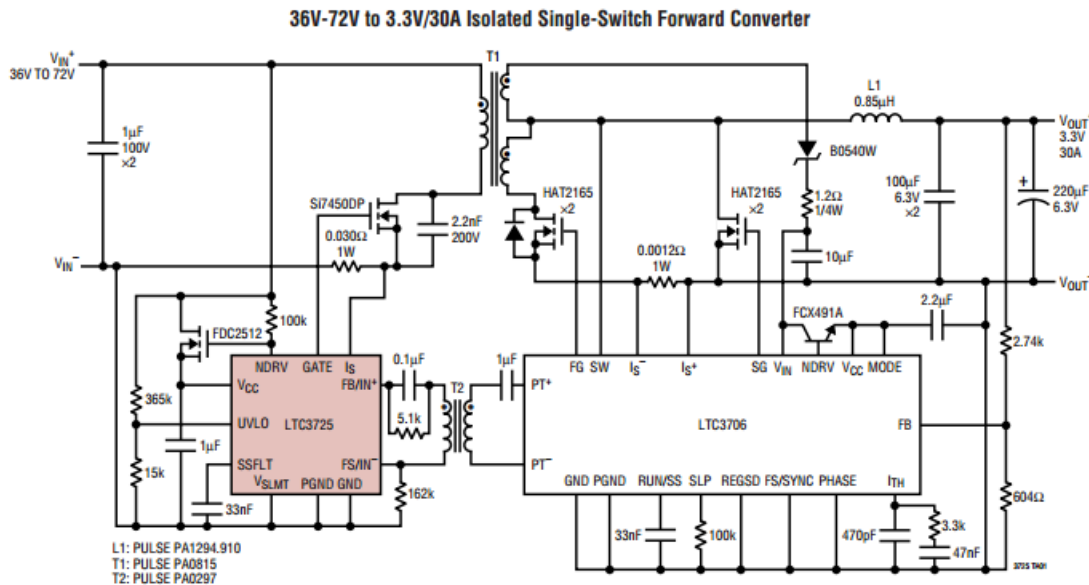 36V-72V to 3.3V/30A Isolated Single-Switch Forward Converter
VIN+
36V TO 72V
1µF
100V
×2
T1
L1
0.85µH
VOUT+
3.3V
30A
B0540W
Si7450DP
2.2nF
200V
HAT2165
×2
HAT2165
×2
1.2Ω
1/4W
100µF
6.3V
×2
+
220µF
6.3V
0.030Ω
1W
0.0012Ω
1W
10µF
VIN−
VOUT−
FDC2512
100k
FCX491A
2.2µF
2.74k
NDRV
GATE
IS
0.1µF
1µF
FG
SW
IS−
IS+
SG
VIN
NDRV
VCC
MODE
VCC
FB/IN+
T2
PT+
365k
5.1k
UVLO
LTC3725
LTC3706
FB
1µF
15k
SSFLT
FS/IN−
PT−
VSLMT
PGND
GND
162k
GND
PGND
RUN/SS
SLP
REGSD
FS/SYNC
PHASE
ITH
604Ω
33nF
33nF
100k
470pF
3.3k
47nF
L1: PULSE PA1294.910
T1: PULSE PA0815
T2: PULSE PA0297
3725 TA01